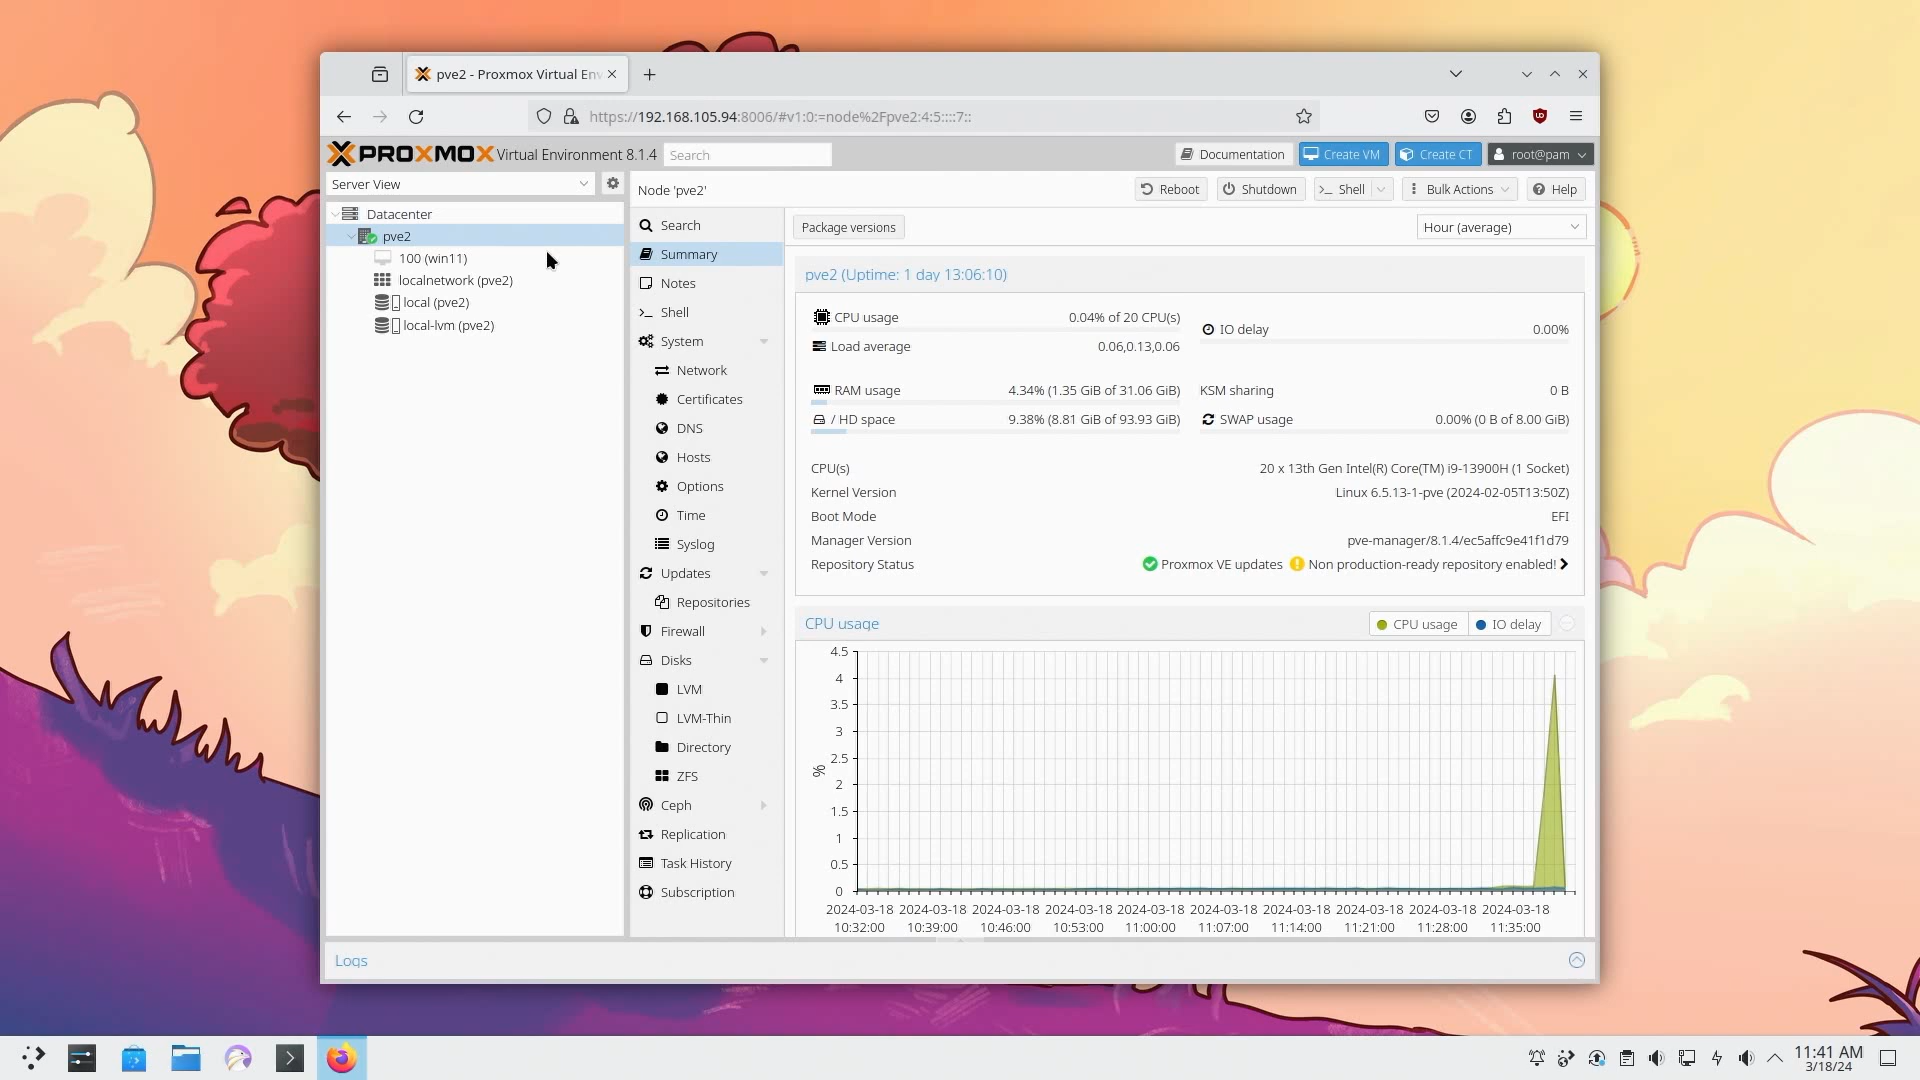 pve2 - Proxmox Virtual Env
https://192.168.105.94:8006/#v1:0:=node%2Fpve2:4:5::::7::
PROXMOX Virtual Environment 8.1.4 Search Documentation Create VM Create CT root@pam
Server View
Node 'pve2' Reboot Shutdown Shell Bulk Actions Help
Datacenter
pve2
100 (win11)
localnetwork (pve2)
local (pve2)
local-lvm (pve2)
Search
Summary
Notes
Shell
System
Network
Certificates
DNS
Hosts
Options
Time
Syslog
Updates
Repositories
Firewall
Disks
LVM
LVM-Thin
Directory
ZFS
Ceph
Replication
Task History
Subscription
Package versions Hour (average)
pve2 (Uptime: 1 day 13:06:10)
CPU usage 0.04% of 20 CPU(s)
IO delay 0.00%
Load average 0.06,0.13,0.06
RAM usage 4.34% (1.35 GiB of 31.06 GiB) KSM sharing 0 B
/ HD space 9.38% (8.81 GiB of 93.93 GiB) SWAP usage 0.00% (0 B of 8.00 GiB)
CPU(s) 20 x 13th Gen Intel(R) Core(TM) i9-13900H (1 Socket)
Kernel Version Linux 6.5.13-1-pve (2024-02-05T13:50Z)
Boot Mode EFI
Manager Version pve-manager/8.1.4/ec5affc9e41f1d79
Repository Status Proxmox VE updates Non production-ready repository enabled!
CPU usage CPU usage IO delay
4.5
4
3.5
3
2.5
%
2
1.5
1
0.5
0
2024-03-18 2024-03-18 2024-03-18 2024-03-18 2024-03-18 2024-03-18 2024-03-18 2024-03-18 2024-03-18 2024-03-18
10:32:00 10:39:00 10:46:00 10:53:00 11:00:00 11:07:00 11:14:00 11:21:00 11:28:00 11:35:00
Logs
11:41 AM
3/18/24